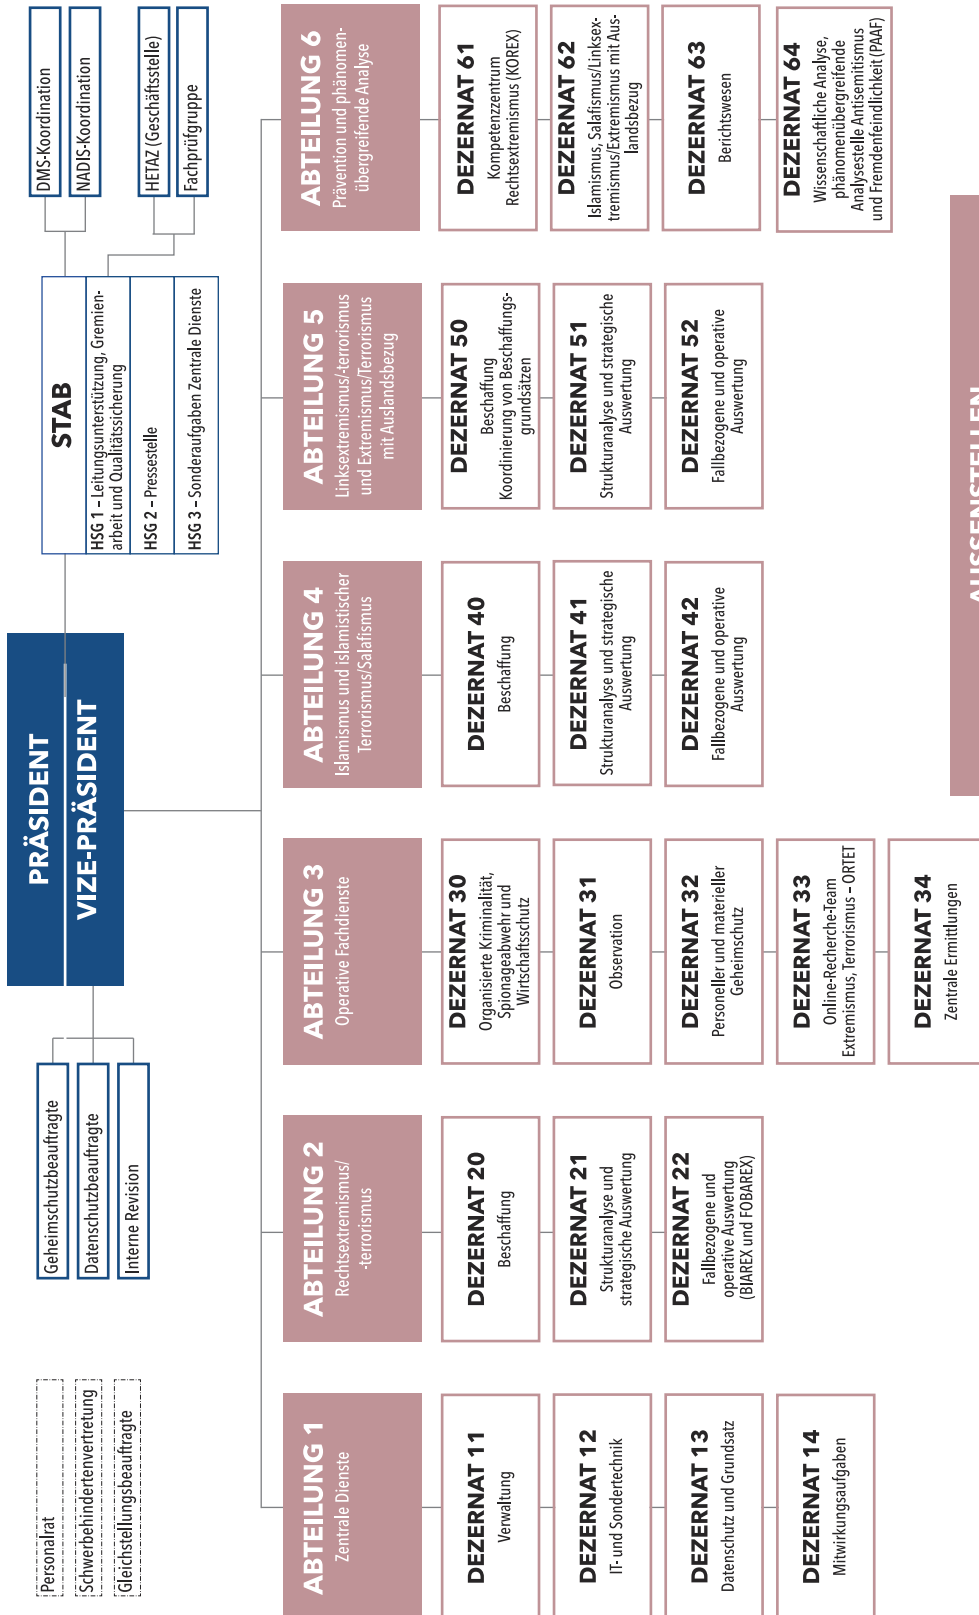 PRÄSIDENT
VIZE-PRÄSIDENT
Personalrat
Schwerbehindertenvertretung
Gleichstellungsbeauftragte
Geheimschutzbeauftragte
Datenschutzbeauftragte
Interne Revision
STAB
HSG 1 – Leitungsunterstützung, Gremien-
arbeit und Qualitätssicherung
HSG 2 – Pressestelle
HSG 3 – Sonderaufgaben Zentrale Dienste
DMS-Koordination
NADIS-Koordination
HETAZ (Geschäftsstelle)
Fachprüfgruppe
ABTEILUNG 1
Zentrale Dienste
DEZERNAT 11
Verwaltung
DEZERNAT 12
IT- und Sondertechnik
DEZERNAT 13
Datenschutz und Grundsatz
DEZERNAT 14
Mitwirkungsaufgaben
ABTEILUNG 2
Rechtsextremismus/
-terrorismus
DEZERNAT 20
Beschaffung
DEZERNAT 21
Strukturanalyse und
strategische Auswertung
DEZERNAT 22
Fallbezogene und
operative Auswertung
(BIAREX und FOBAREX)
ABTEILUNG 3
Operative Fachdienste
DEZERNAT 30
Organisierte Kriminalität,
Spionageabwehr und
Wirtschaftsschutz
DEZERNAT 31
Observation
DEZERNAT 32
Personeller und materieller
Geheimschutz
DEZERNAT 33
Online-Recherche-Team
Extremismus, Terrorismus – ORTET
DEZERNAT 34
Zentrale Ermittlungen
ABTEILUNG 4
Islamismus und islamistischer
Terrorismus/Salafismus
DEZERNAT 40
Beschaffung
DEZERNAT 41
Strukturanalyse und strategische
Auswertung
DEZERNAT 42
Fallbezogene und operative
Auswertung
ABTEILUNG 5
Linksextremismus/-terrorismus
und Extremismus/Terrorismus
mit Auslandsbezug
DEZERNAT 50
Beschaffung
Koordinierung von Beschaffungs-
grundsätzen
DEZERNAT 51
Strukturanalyse und strategische
Auswertung
DEZERNAT 52
Fallbezogene und operative
Auswertung
ABTEILUNG 6
Prävention und phänomen-
übergreifende Analyse
DEZERNAT 61
Kompetenzzentrum
Rechtsextremismus (KOREX)
DEZERNAT 62
Islamismus, Salafismus/Linksex-
tremismus/Extremismus mit Aus-
landsbezug
DEZERNAT 63
Berichtswesen
DEZERNAT 64
Wissenschaftliche Analyse,
phänomenübergreifende
Analysestelle Antisemitismus
und Fremdenfeindlichkeit (PAAF)
AUSSENSTELLEN